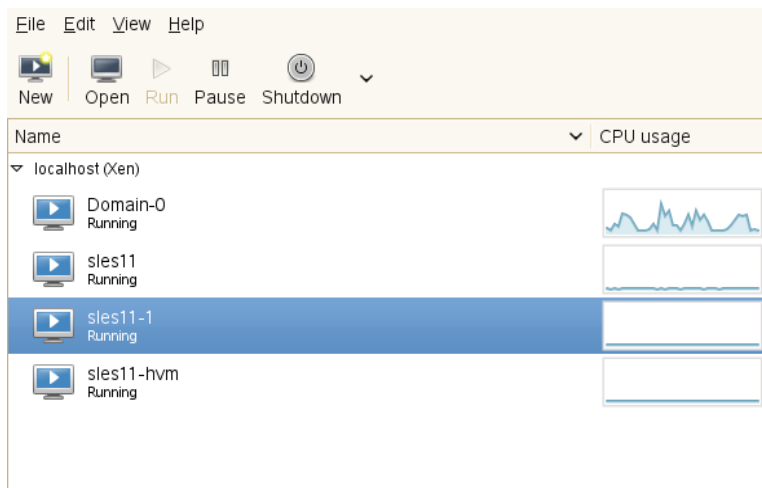 File Edit View Help
New Open Run Pause Shutdown
Name CPU usage
localhost (Xen)
Domain-0
Running
sles11
Running
sles11-1
Running
sles11-hvm
Running